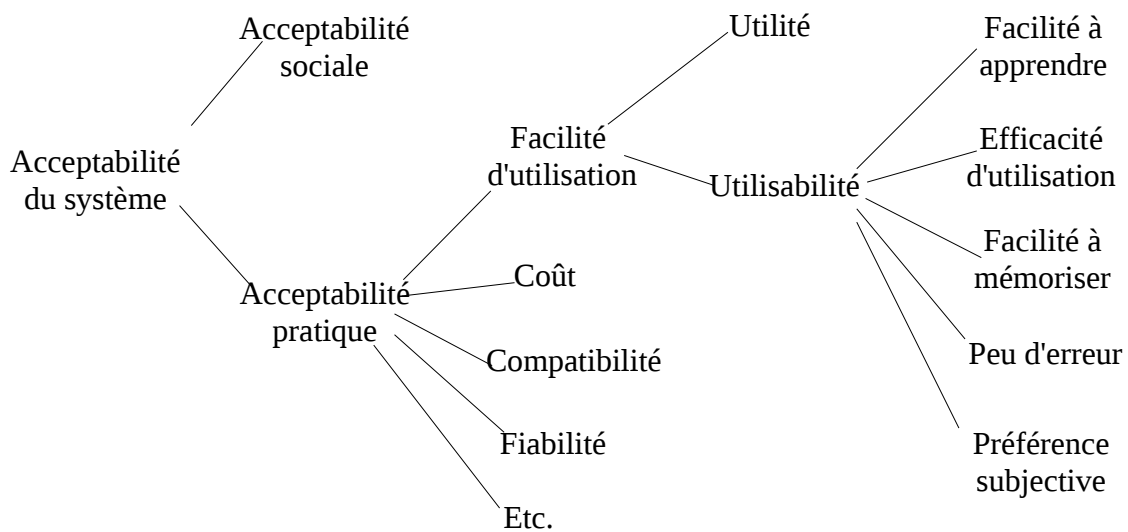 Acceptabilité
sociale
Utilité
Facilité à
apprendre
Facilité
d'utilisation
Efficacité
d'utilisation
Acceptabilité
du système
Utilisabilité
Facilité à
mémoriser
Coût
Acceptabilité
pratique
Compatibilité
Peu d'erreur
Fiabilité
Préférence
subjective
Etc.